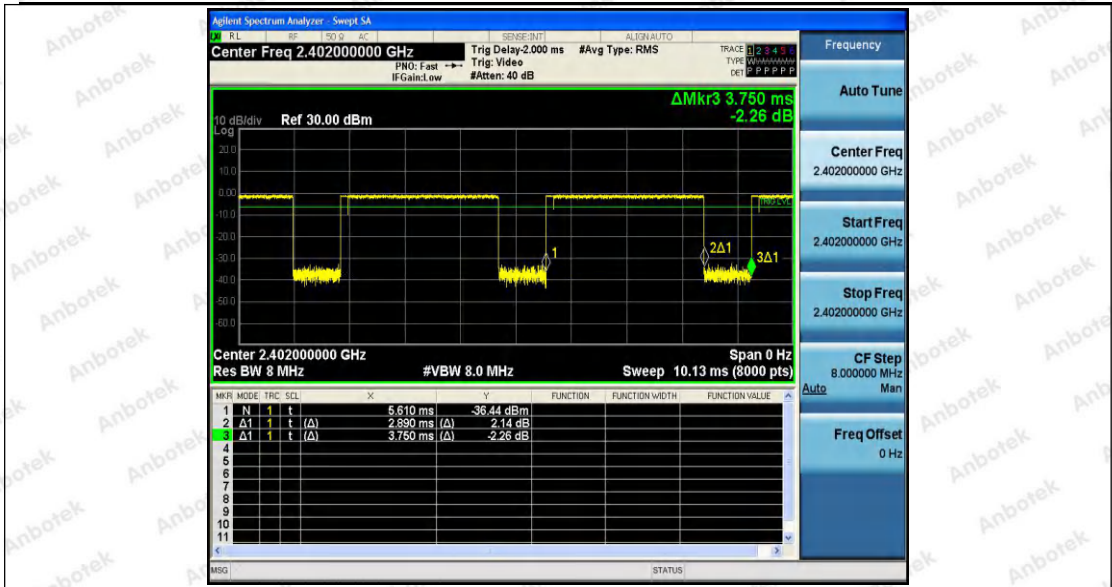 Agilent Spectrum Analyzer - Swept SA
RL RF 50 Ω AC SENSE:INT ALIGN AUTO
Center Freq 2.402000000 GHz
PNO: Fast
IFGain:Low
Trig Delay-2.000 ms
Trig: Video
#Atten: 40 dB
#Avg Type: RMS
TRACE 1 2 3 4 5 6
TYPE
DET P P P P P P
ΔMkr3 3.750 ms
-2.26 dB
10 dB/div Ref 30.00 dBm
Log
20.0
10.0
0.00
-10.0
-20.0
-30.0
-40.0
-50.0
-60.0
TRIG LVL
1
2Δ1
3Δ1
Center 2.402000000 GHz Span 0 Hz
Res BW 8 MHz #VBW 8.0 MHz Sweep 10.13 ms (8000 pts)
MKR MODE TRC SCL X Y FUNCTION FUNCTION WIDTH FUNCTION VALUE
1 N 1 t 5.610 ms -36.44 dBm
2 Δ1 1 t (Δ) 2.890 ms (Δ) 2.14 dB
3 Δ1 1 t (Δ) 3.750 ms (Δ) -2.26 dB
4
5
6
7
8
9
10
11
MSG STATUS
Frequency
Auto Tune
Center Freq
2.402000000 GHz
Start Freq
2.402000000 GHz
Stop Freq
2.402000000 GHz
CF Step
8.000000 MHz
Auto Man
Freq Offset
0 Hz
Anbotek